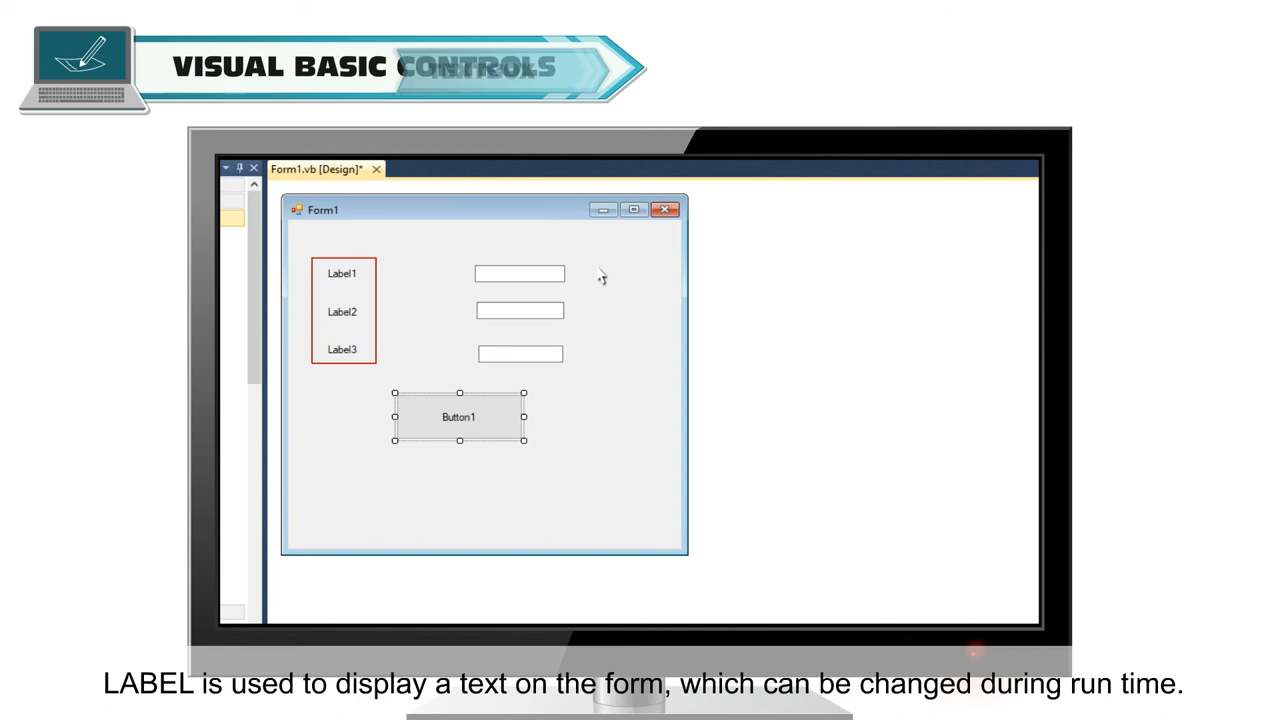 VISUAL BASIC CONTROLS
Form1.vb [Design]*
Form1
Label1
Label2
Label3
Button1
LABEL is used to display a text on the form, which can be changed during run time.